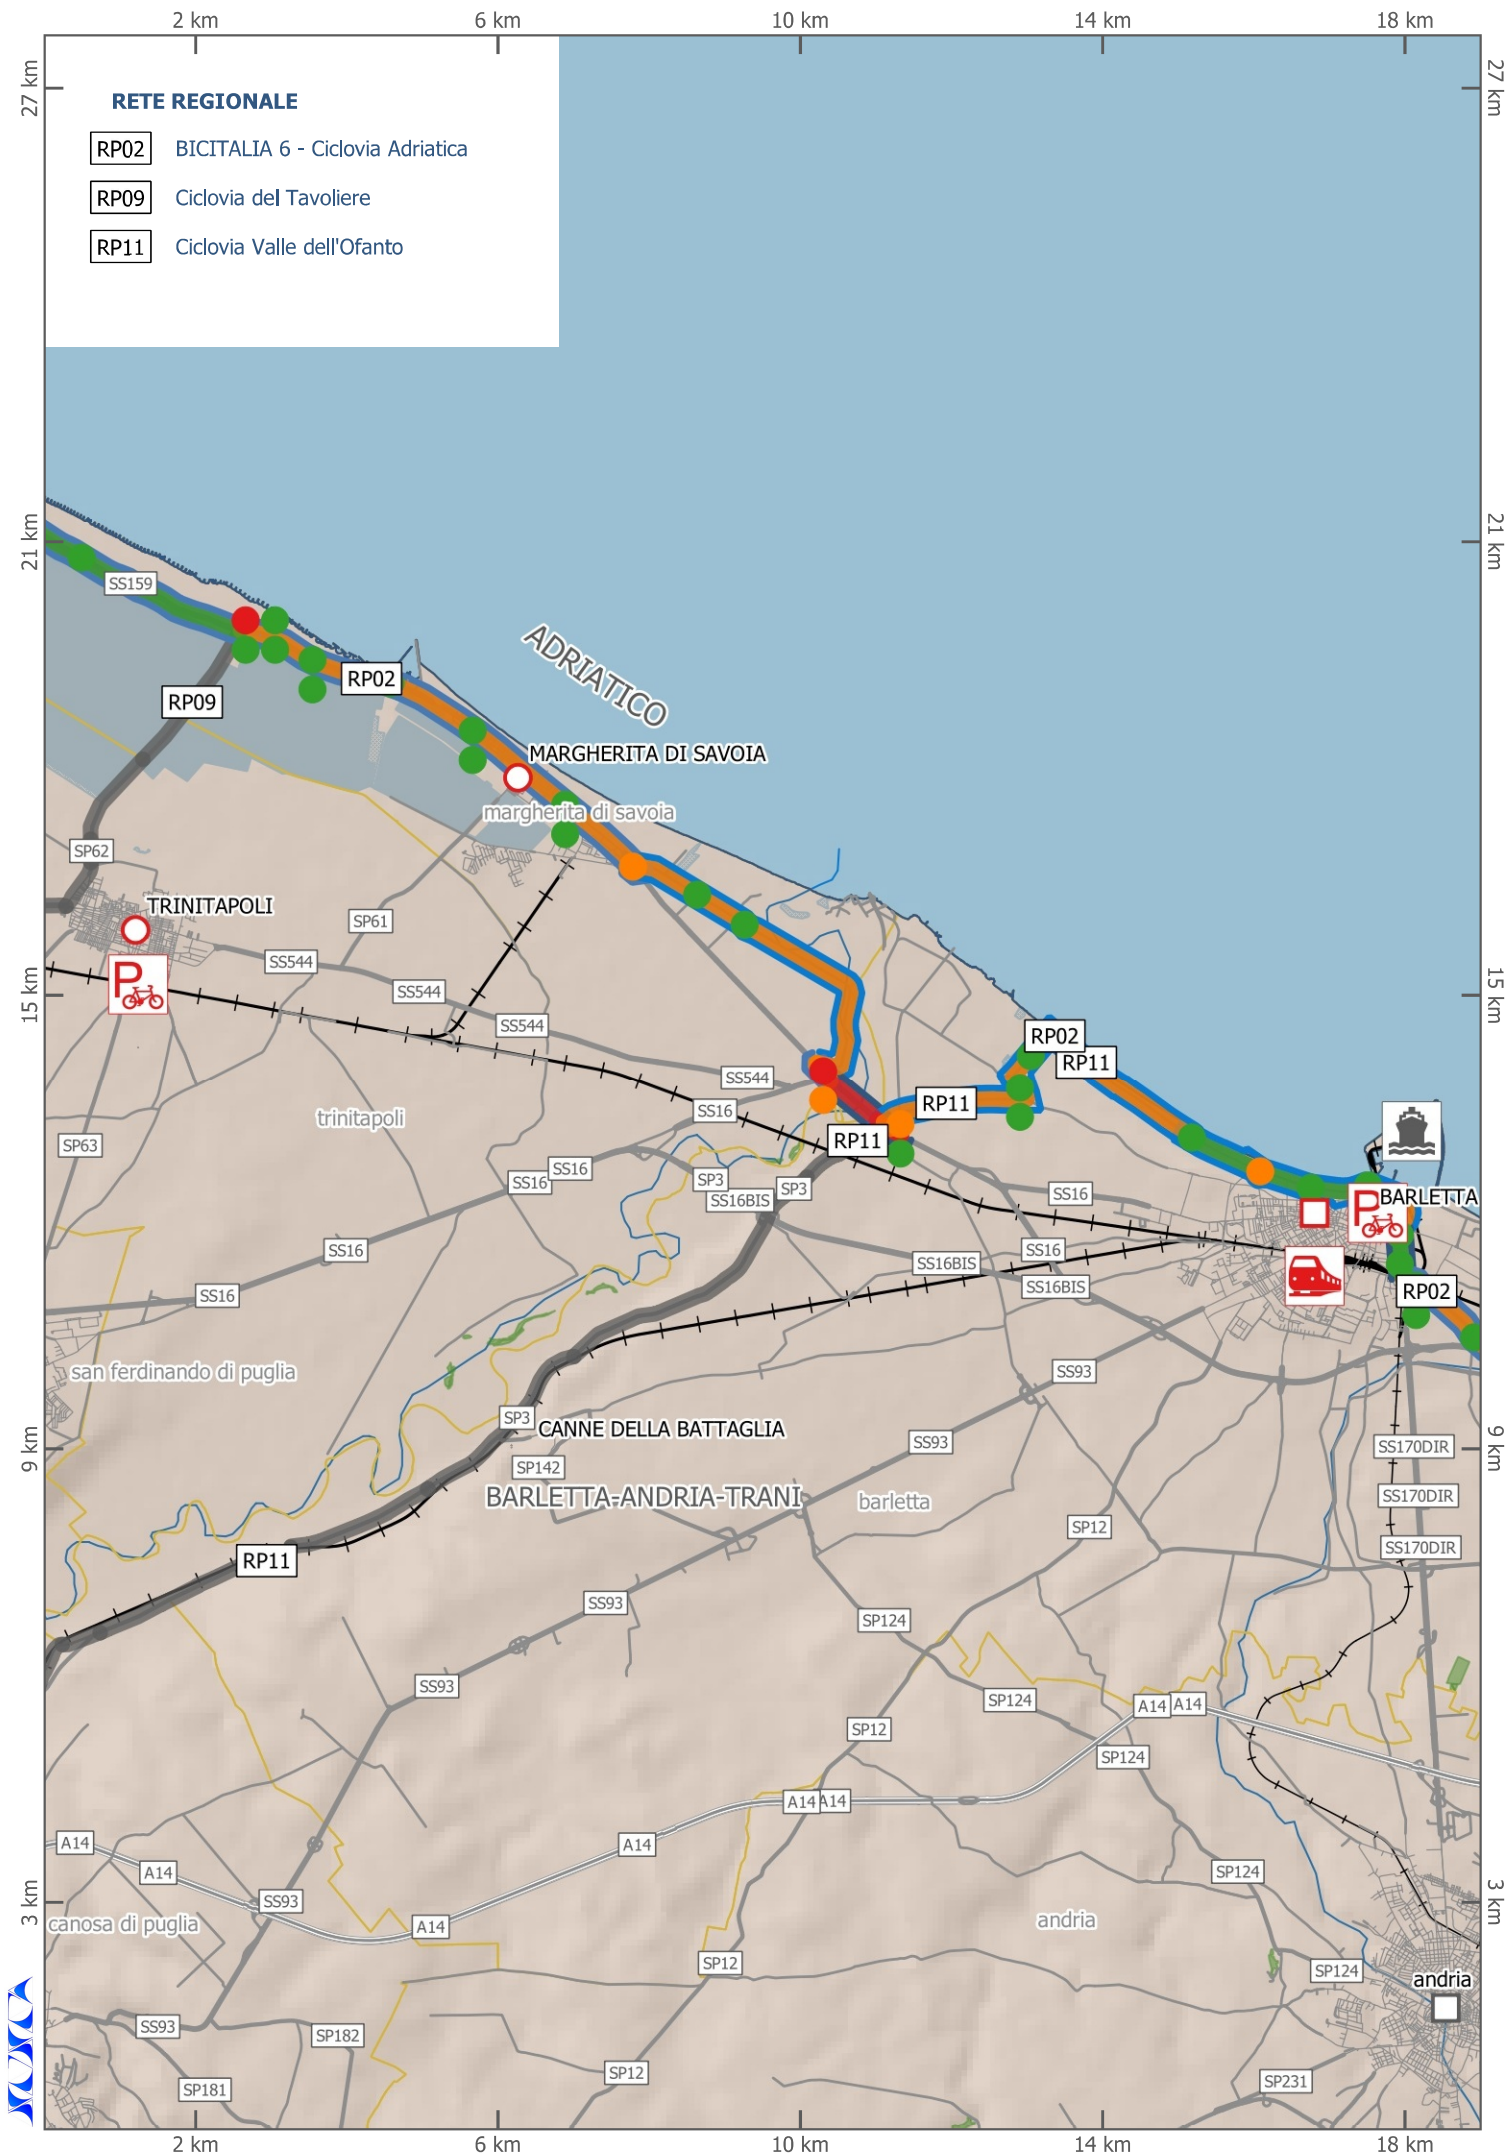 2 km
6 km
10 km
14 km
18 km
27 km
27 km
RETE REGIONALE
RP02 BICITALIA 6 - Ciclovia Adriatica
RP09 Ciclovia del Tavoliere
RP11 Ciclovia Valle dell'Ofanto
21 km
21 km
SS159
ADRIATICO
RP02
RP09
MARGHERITA DI SAVOIA
margherita di savoia
SP62
TRINITAPOLI
SP61
SS544
P
SS544
SS544
15 km
15 km
RP02
RP11
SS544
RP11
SS16
trinitapoli
RP11
SP63
SS16
SS16
SP3
SP3
SS16BIS
SS16
P
BARLETTA
SS16
SS16
SS16BIS
SS16BIS
SS16
RP02
san ferdinando di puglia
SS93
SP3
CANNE DELLA BATTAGLIA
SS93
SS170DIR
9 km
9 km
SP142
BARLETTA-ANDRIA-TRANI
barletta
SS170DIR
SP12
SS170DIR
RP11
SS93
SP124
SS93
SP124
A14
A14
SP12
SP124
A14
A14
A14
A14
A14
SP124
SS93
3 km
3 km
canosa di puglia
A14
andria
SP12
SP124
andria
SS93
SP182
SP12
SP181
SP231
2 km
6 km
10 km
14 km
18 km